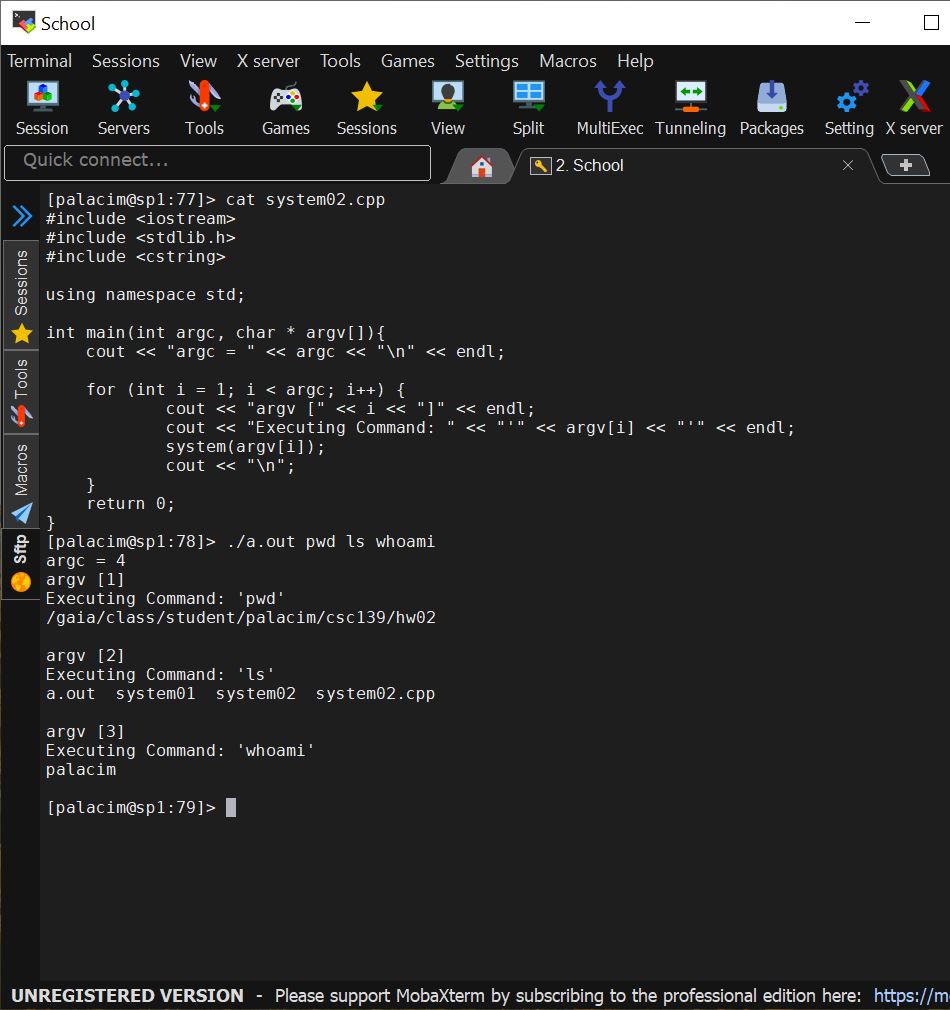 School
Terminal Sessions View X server Tools Games Settings Macros Help
Session Servers Tools Games Sessions View Split MultiExec Tunneling Packages Setting X server
Quick connect...
2. School
Sessions
Tools
Macros
Sftp
[palacim@sp1:77]> cat system02.cpp
#include <iostream>
#include <stdlib.h>
#include <cstring>
using namespace std;
int main(int argc, char * argv[]){
    cout << "argc = " << argc << "\n" << endl;
    for (int i = 1; i < argc; i++) {
            cout << "argv [" << i << "]" << endl;
            cout << "Executing Command: " << "'" << argv[i] << "'" << endl;
            system(argv[i]);
            cout << "\n";
    }
    return 0;
}
[palacim@sp1:78]> ./a.out pwd ls whoami
argc = 4
argv [1]
Executing Command: 'pwd'
/gaia/class/student/palacim/csc139/hw02
argv [2]
Executing Command: 'ls'
a.out  system01  system02  system02.cpp
argv [3]
Executing Command: 'whoami'
palacim
[palacim@sp1:79]>
UNREGISTERED VERSION - Please support MobaXterm by subscribing to the professional edition here: https://m